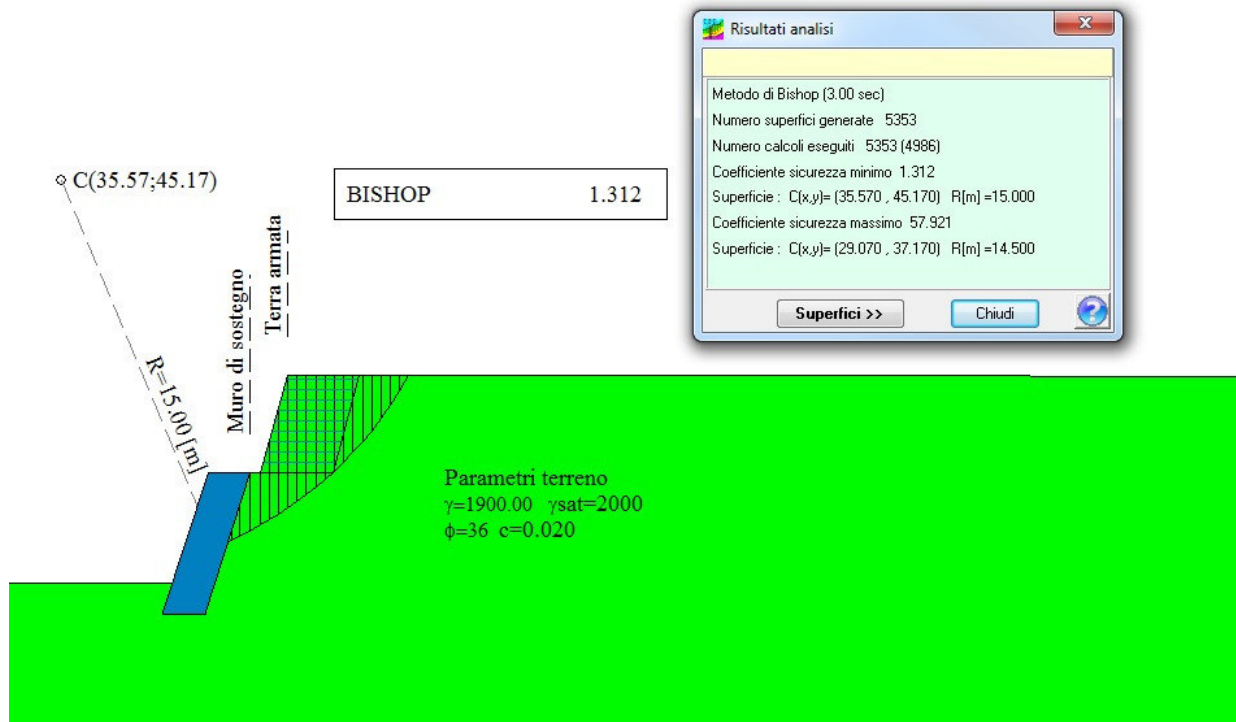 Risultati analisi
Metodo di Bishop (3.00 sec)
Numero superfici generate 5353
Numero calcoli eseguiti 5353 (4986)
Coefficiente sicurezza minimo 1.312
Superficie : C(x,y)= (35.570 , 45.170) R[m] =15.000
Coefficiente sicurezza massimo 57.921
Superficie : C(x,y)= (29.070 , 37.170) R[m] =14.500
Superfici >>
Chiudi
C(35.57;45.17)
BISHOP 1.312
R=15.00 [m]
Muro di sostegno
Terra armata
Parametri terreno
γ=1900.00 γsat=2000
ϕ=36 c=0.020